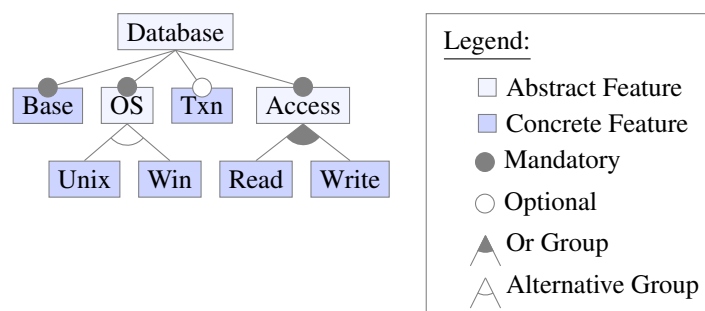 Database
Base OS Txn Access
Unix Win Read Write
Legend:
Abstract Feature
Concrete Feature
Mandatory
Optional
Or Group
Alternative Group